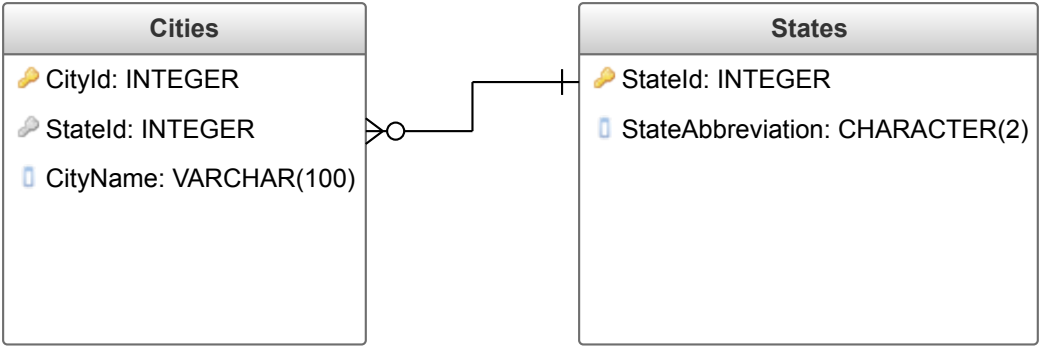 Cities
CityId: INTEGER
StateId: INTEGER
CityName: VARCHAR(100)
States
StateId: INTEGER
StateAbbreviation: CHARACTER(2)